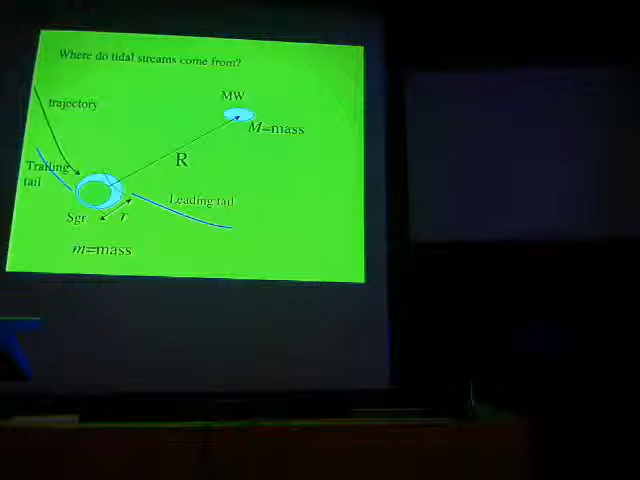 Where do tidal streams come from?
MW
trajectory
M=mass
R
Trailing
tail
Leading tail
Sgr
r
m=mass